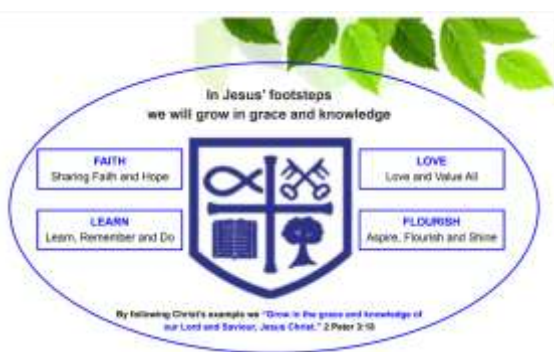 In Jesus' footsteps
we will grow in grace and knowledge
FAITH
Sharing Faith and Hope
LOVE
Love and Value All
LEARN
Learn, Remember and Do
FLOURISH
Aspire, Flourish and Shine
By following Christ's example we "Grow in the grace and knowledge of
our Lord and Saviour, Jesus Christ." 2 Peter 3:18